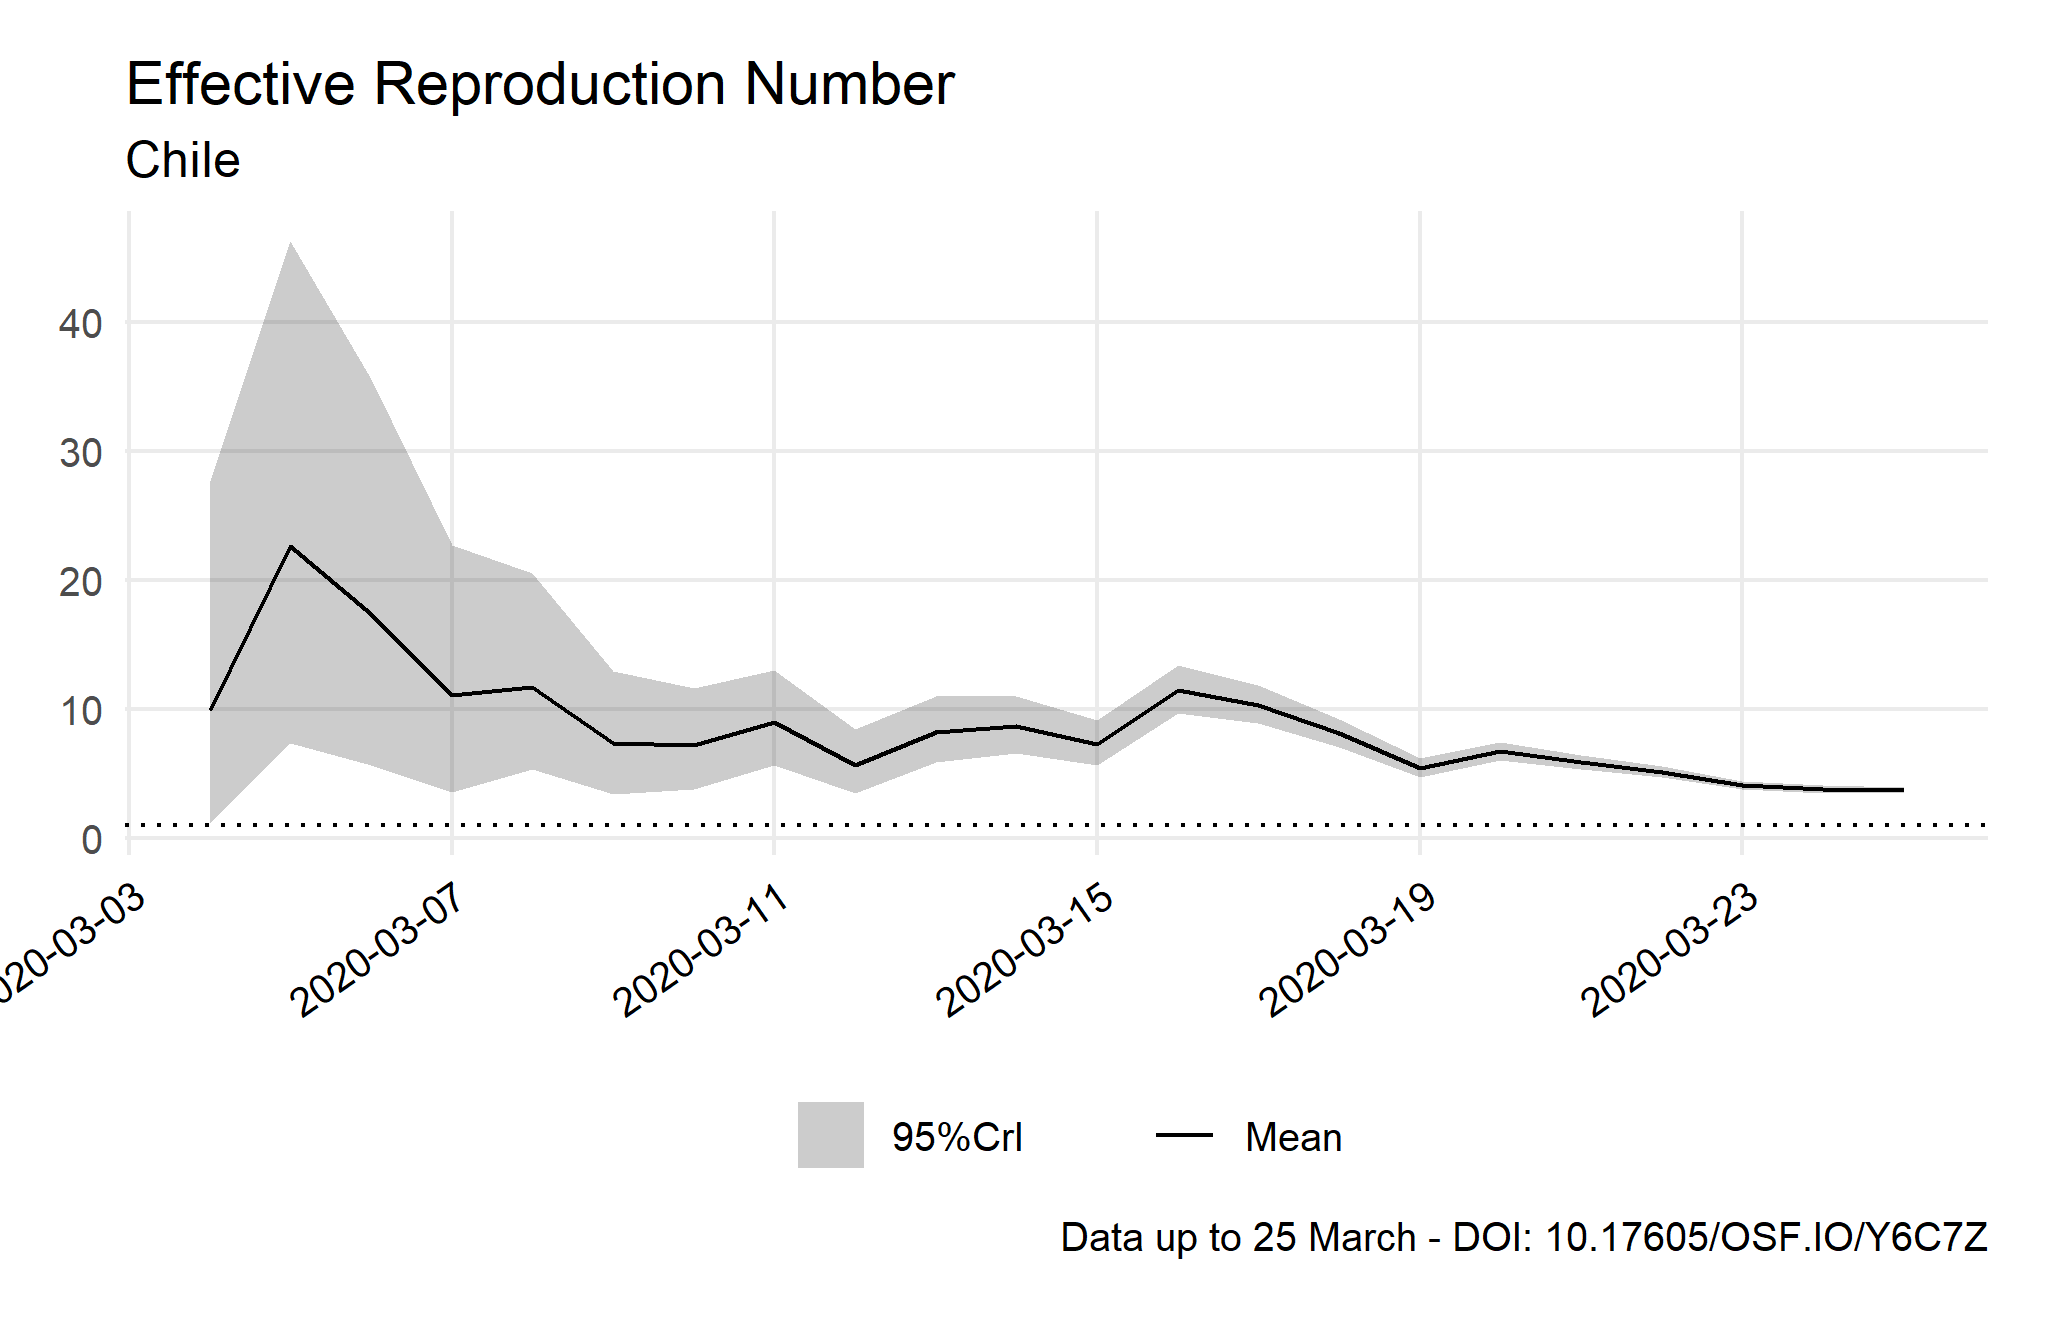 Effective Reproduction Number
Chile
40
30
20
10
0
020-03-03
2020-03-07
2020-03-11
2020-03-15
2020-03-19
2020-03-23
95%CrI
Mean
Data up to 25 March - DOI: 10.17605/OSF.IO/Y6C7Z